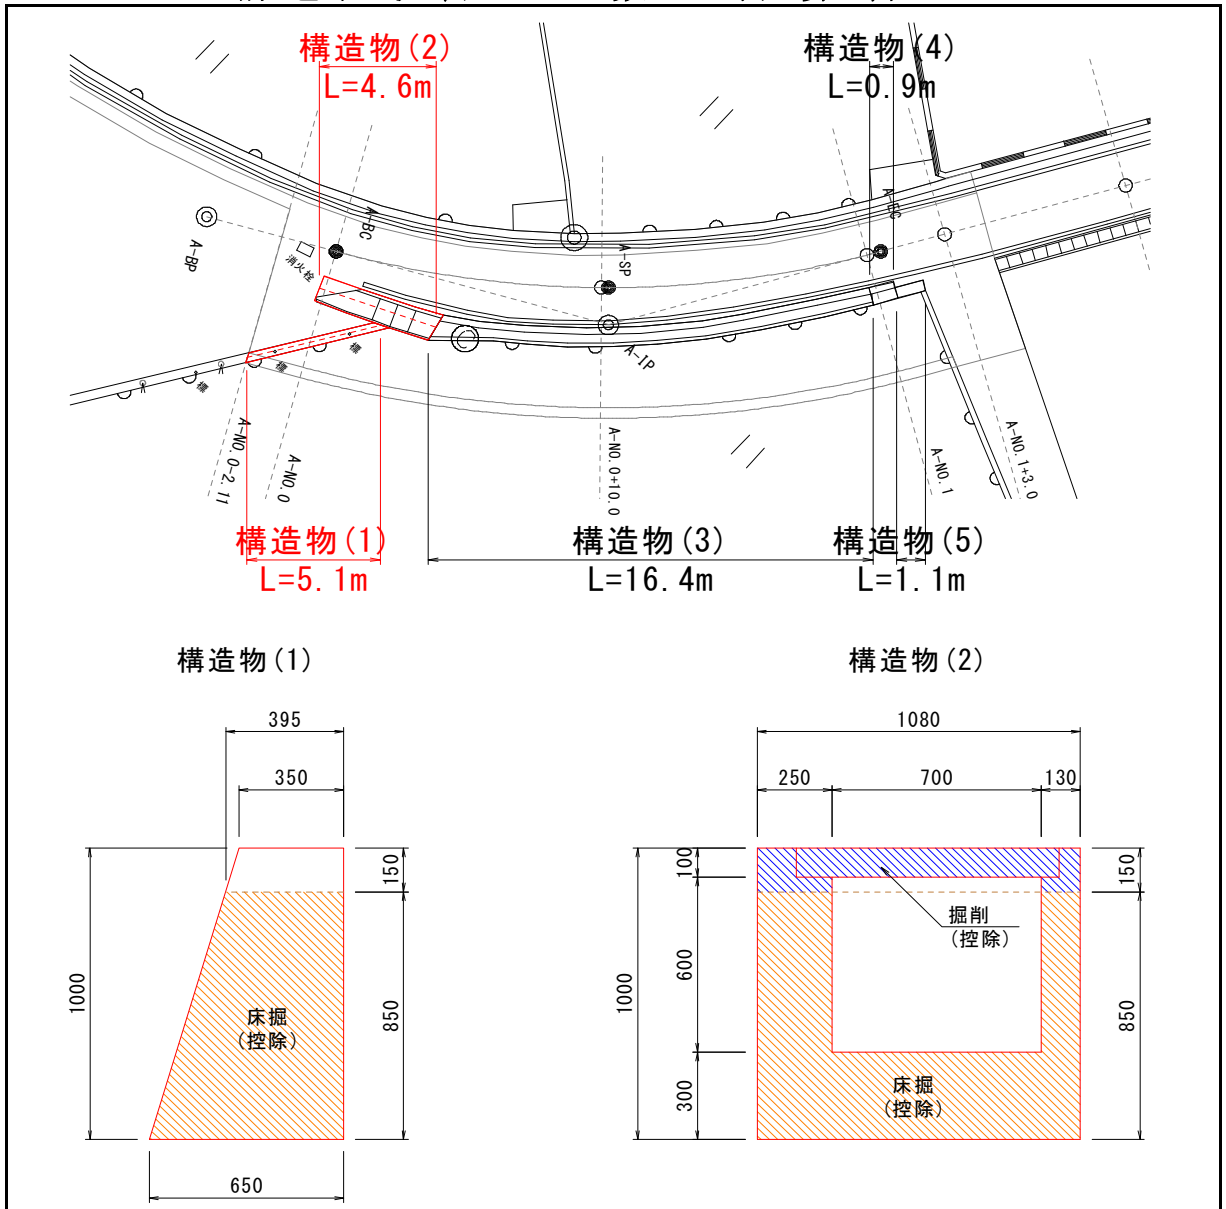 構造物(2)
L=4.6m
構造物(4)
L=0.9m
A-BP
消火栓
A-BC
A-SP
A-EC
A-IP
標
標
標
A-NO.0-2.11
A-NO.0
A-NO.0+10.0
A-NO.1
A-NO.1+3.0
構造物(1)
L=5.1m
構造物(3)
L=16.4m
構造物(5)
L=1.1m
構造物(1)
395
350
150
1000
850
床掘
(控除)
650
構造物(2)
1080
250
700
130
100
150
掘削
(控除)
600
1000
850
300
床掘
(控除)